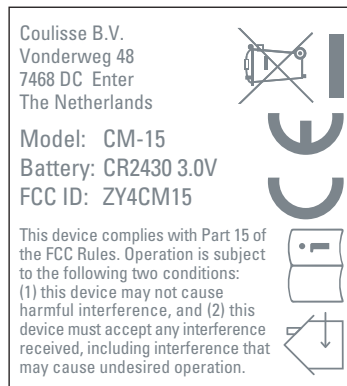 Coulisse B.V.
Vonderweg 48
7468 DC Enter
The Netherlands
Model: CM-15
Battery: CR2430 3.0V
FCC ID: ZY4CM15
This device complies with Part 15 of
the FCC Rules. Operation is subject
to the following two conditions:
(1) this device may not cause
harmful interference, and (2) this
device must accept any interference
received, including interference that
may cause undesired operation.
CE
i